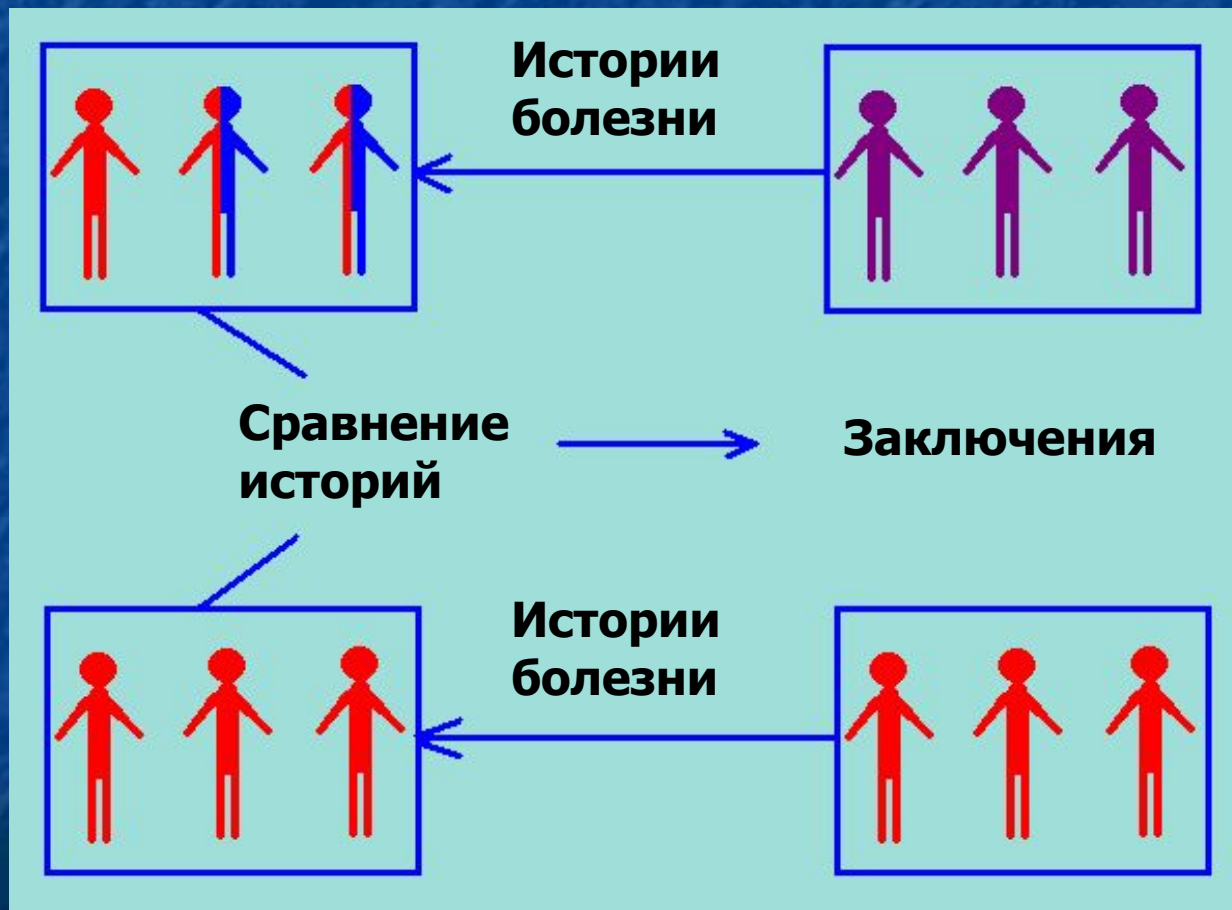 Истории
болезни
Сравнение
историй
Заключения
Истории
болезни